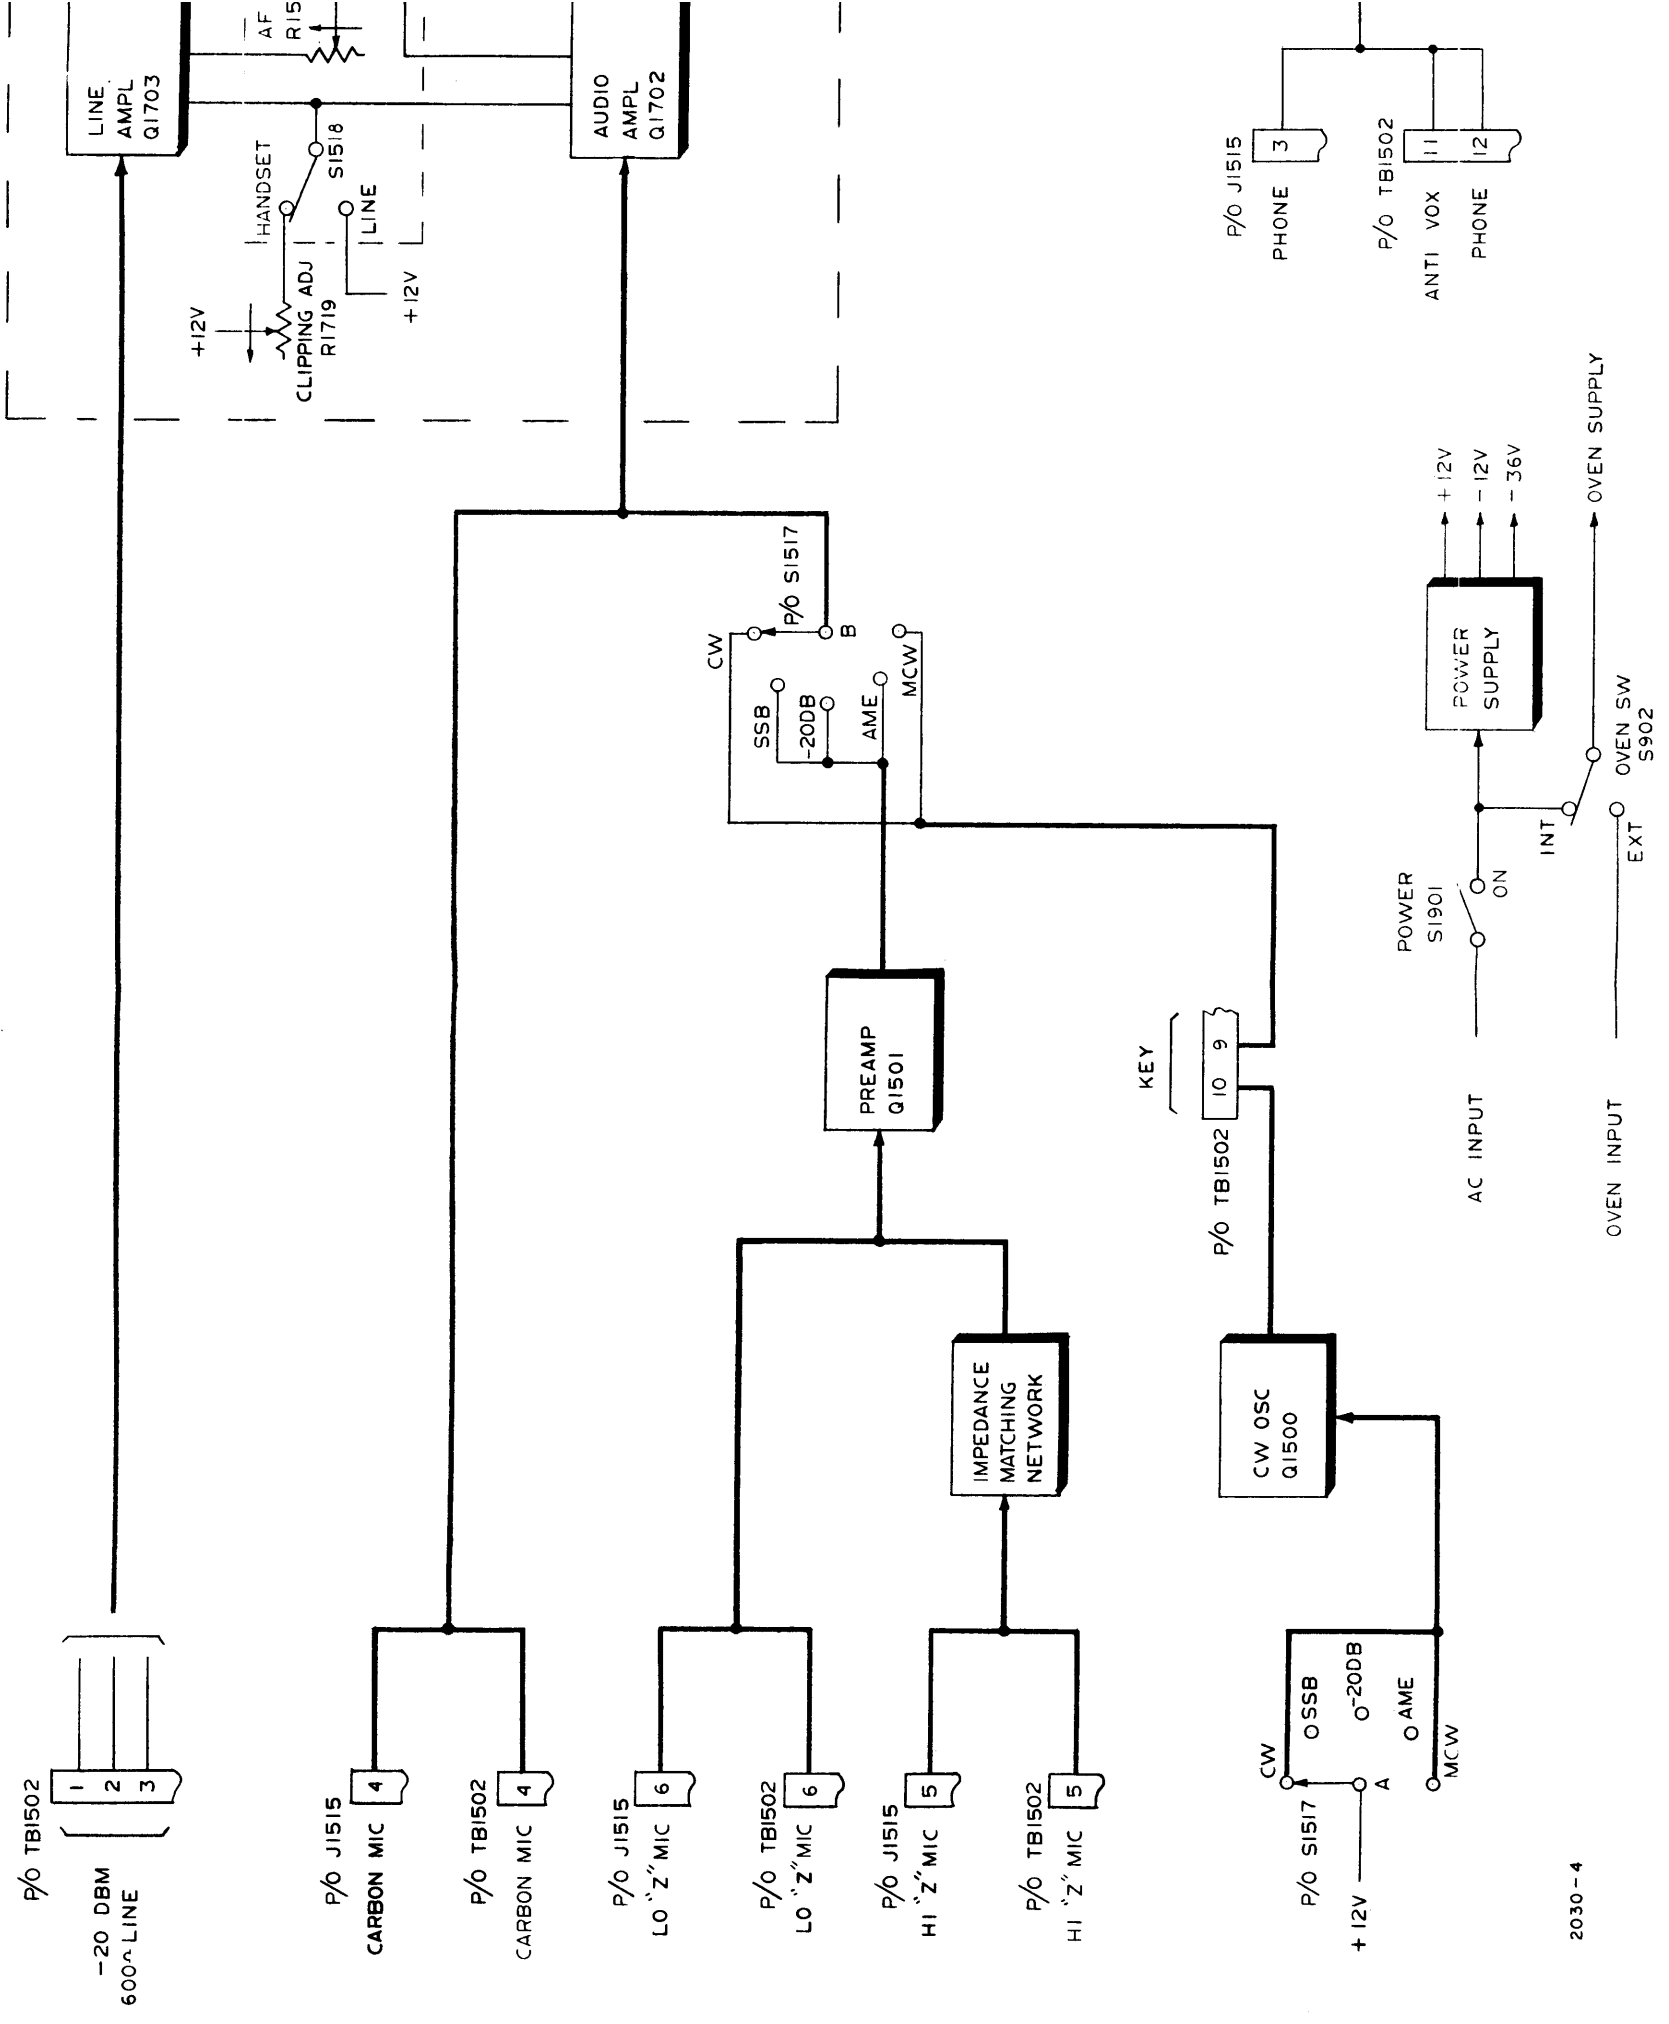 P/O TB1502
1
2
3
-20 DBM
600~LINE
LINE
AMPL
Q1703
AF
R15
HANDSET
S1518
LINE
+12V
CLIPPING ADJ
R1719
+12V
P/O J1515
CARBON MIC
4
P/O TB1502
CARBON MIC
4
AUDIO
AMPL
Q1702
P/O J1515
LO "Z" MIC
6
P/O TB1502
LO "Z" MIC
6
P/O J1515
HI "Z" MIC
5
P/O TB1502
HI "Z" MIC
5
IMPEDANCE
MATCHING
NETWORK
PREAMP
Q1501
CW
SSB
-20DB
AME
MCW
P/O S1517
B
KEY
P/O TB1502
10 9
CW OSC
Q1500
CW
SSB
-20DB
AME
MCW
P/O S1517
A
+12V
P/O J1515
PHONE 3
P/O TB1502
ANTI VOX 11
PHONE 12
AC INPUT
POWER
S1901
ON
POWER
SUPPLY
+12V
-12V
-36V
OVEN INPUT
INT
EXT
OVEN SW
S902
OVEN SUPPLY
2030-4